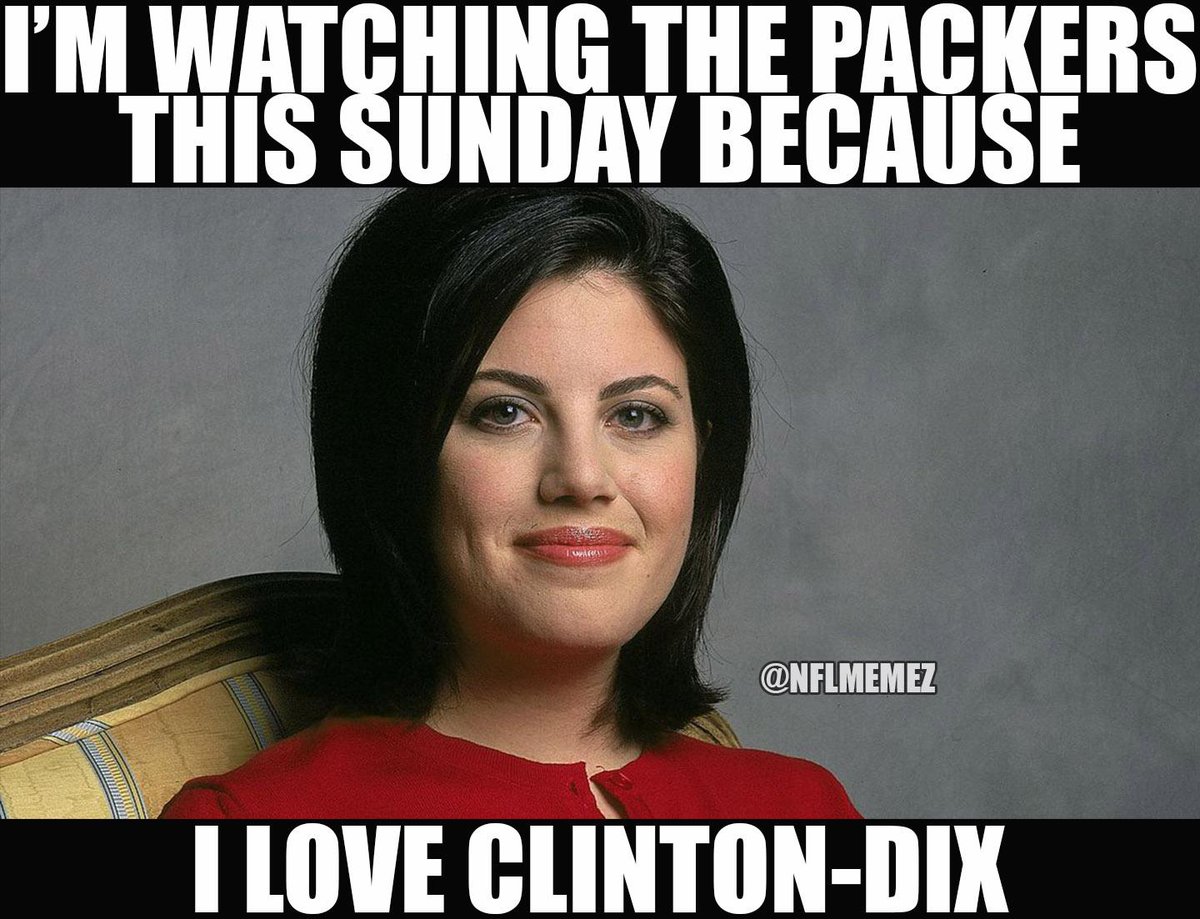 I'M WATCHING THE PACKERS
THIS SUNDAY BECAUSE
@NFLMEMEZ
I LOVE CLINTON-DIX